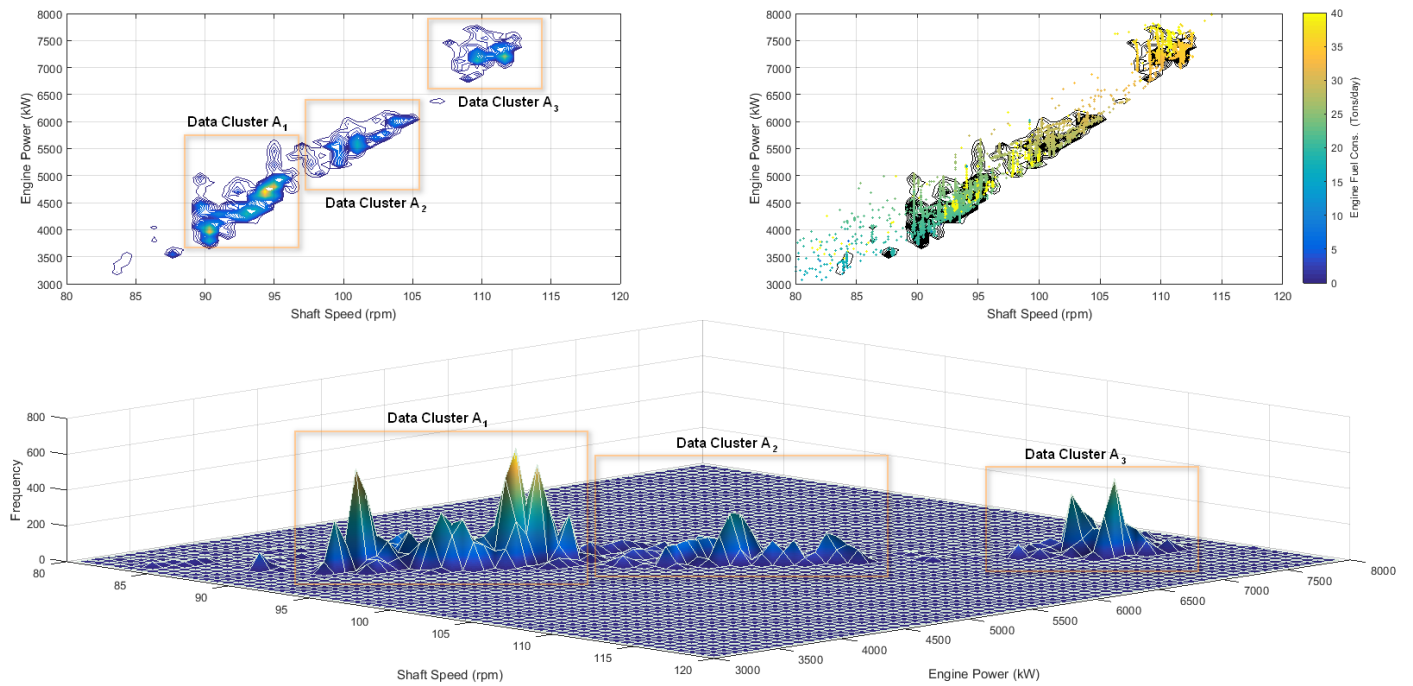 8000
7500
7000
6500
6000
5500
5000
4500
4000
3500
3000
Engine Power (kW)
Data Cluster A1
Data Cluster A2
Data Cluster A3
80 85 90 95 100 105 110 115 120
Shaft Speed (rpm)
8000
7500
7000
6500
6000
5500
5000
4500
4000
3500
3000
Engine Power (kW)
80 85 90 95 100 105 110 115 120
Shaft Speed (rpm)
40
35
30
25
20
15
10
5
0
Engine Fuel Cons. (Tons/day)
800
600
400
200
0
Frequency
Data Cluster A1
Data Cluster A2
Data Cluster A3
80 85 90 95 100 105 110 115 120
Shaft Speed (rpm)
3000 3500 4000 4500 5000 5500 6000 6500 7000 7500 8000
Engine Power (kW)